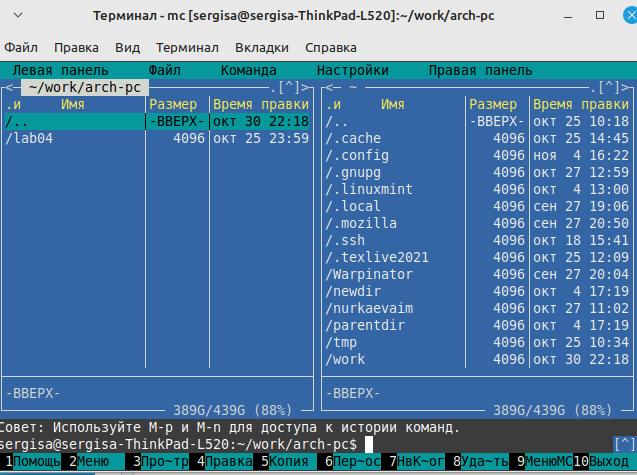 Терминал - mc [sergisa@sergisa-ThinkPad-L520]:~/work/arch-pc
Файл Правка Вид Терминал Вкладки Справка
Левая панель Файл Команда Настройки Правая панель
<— ~/work/arch-pc .[^]> <— ~ .[^]>
.и Имя Размер Время правки .и Имя Размер Время правки
/.. -ВВЕРХ- окт 30 22:18 /.. -ВВЕРХ- окт 25 10:18
/lab04 4096 окт 25 23:59 /.cache 4096 окт 25 14:45
/.config 4096 ноя 4 16:22
/.gnupg 4096 окт 27 12:59
/.linuxmint 4096 окт 4 13:00
/.local 4096 сен 27 19:06
/.mozilla 4096 сен 27 20:50
/.ssh 4096 окт 18 15:41
/.texlive2021 4096 окт 25 12:09
/Warpinator 4096 сен 27 20:04
/newdir 4096 окт 4 17:19
/nurkaevaim 4096 окт 27 11:02
/parentdir 4096 окт 4 17:19
/tmp 4096 окт 25 10:34
/work 4096 окт 30 22:18
-ВВЕРХ- -ВВЕРХ-
389G/439G (88%) 389G/439G (88%)
Совет: Используйте M-p и M-n для доступа к истории команд.
sergisa@sergisa-ThinkPad-L520:~/work/arch-pc$ [^]
1Помощь 2Меню 3Про~тр 4Правка 5Копия 6Пер~ос 7НвК~ог 8Уда~ть 9МенюМС 10Выход